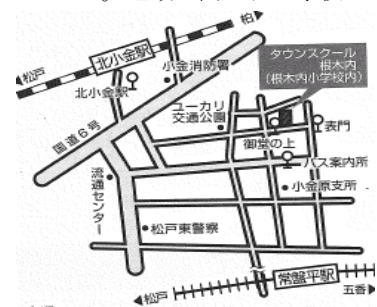 柏▶
北小金駅
◀松戸
小金消防署
北小金駅
タウンスクール
根木内
(根木内小学校内)
ユーカリ
交通公園
国道6号
表門
御堂の上
バス案内所
流通センター
小金原支所
松戸東警察
常盤平駅
◀松戸
五香▶